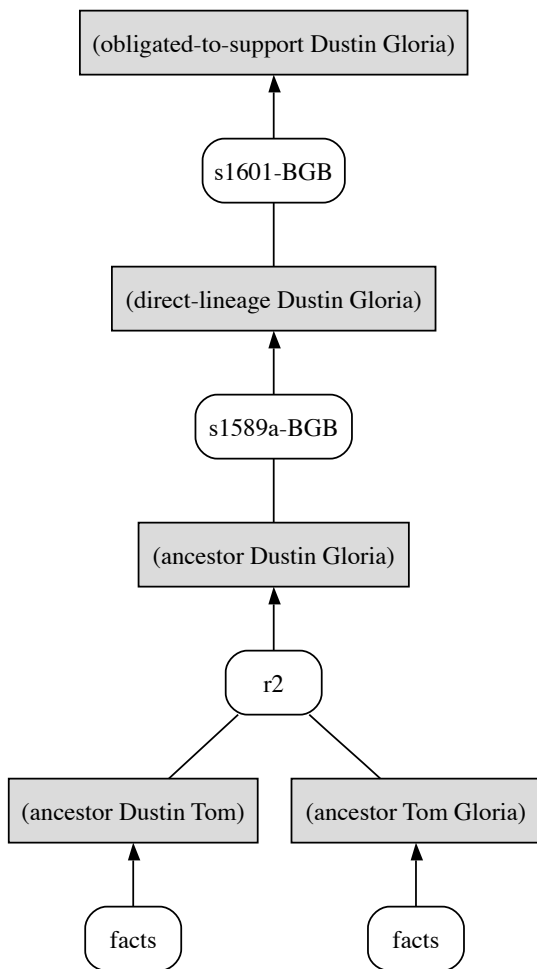 (obligated-to-support Dustin Gloria)
s1601-BGB
(direct-lineage Dustin Gloria)
s1589a-BGB
(ancestor Dustin Gloria)
r2
(ancestor Dustin Tom)
(ancestor Tom Gloria)
facts
facts